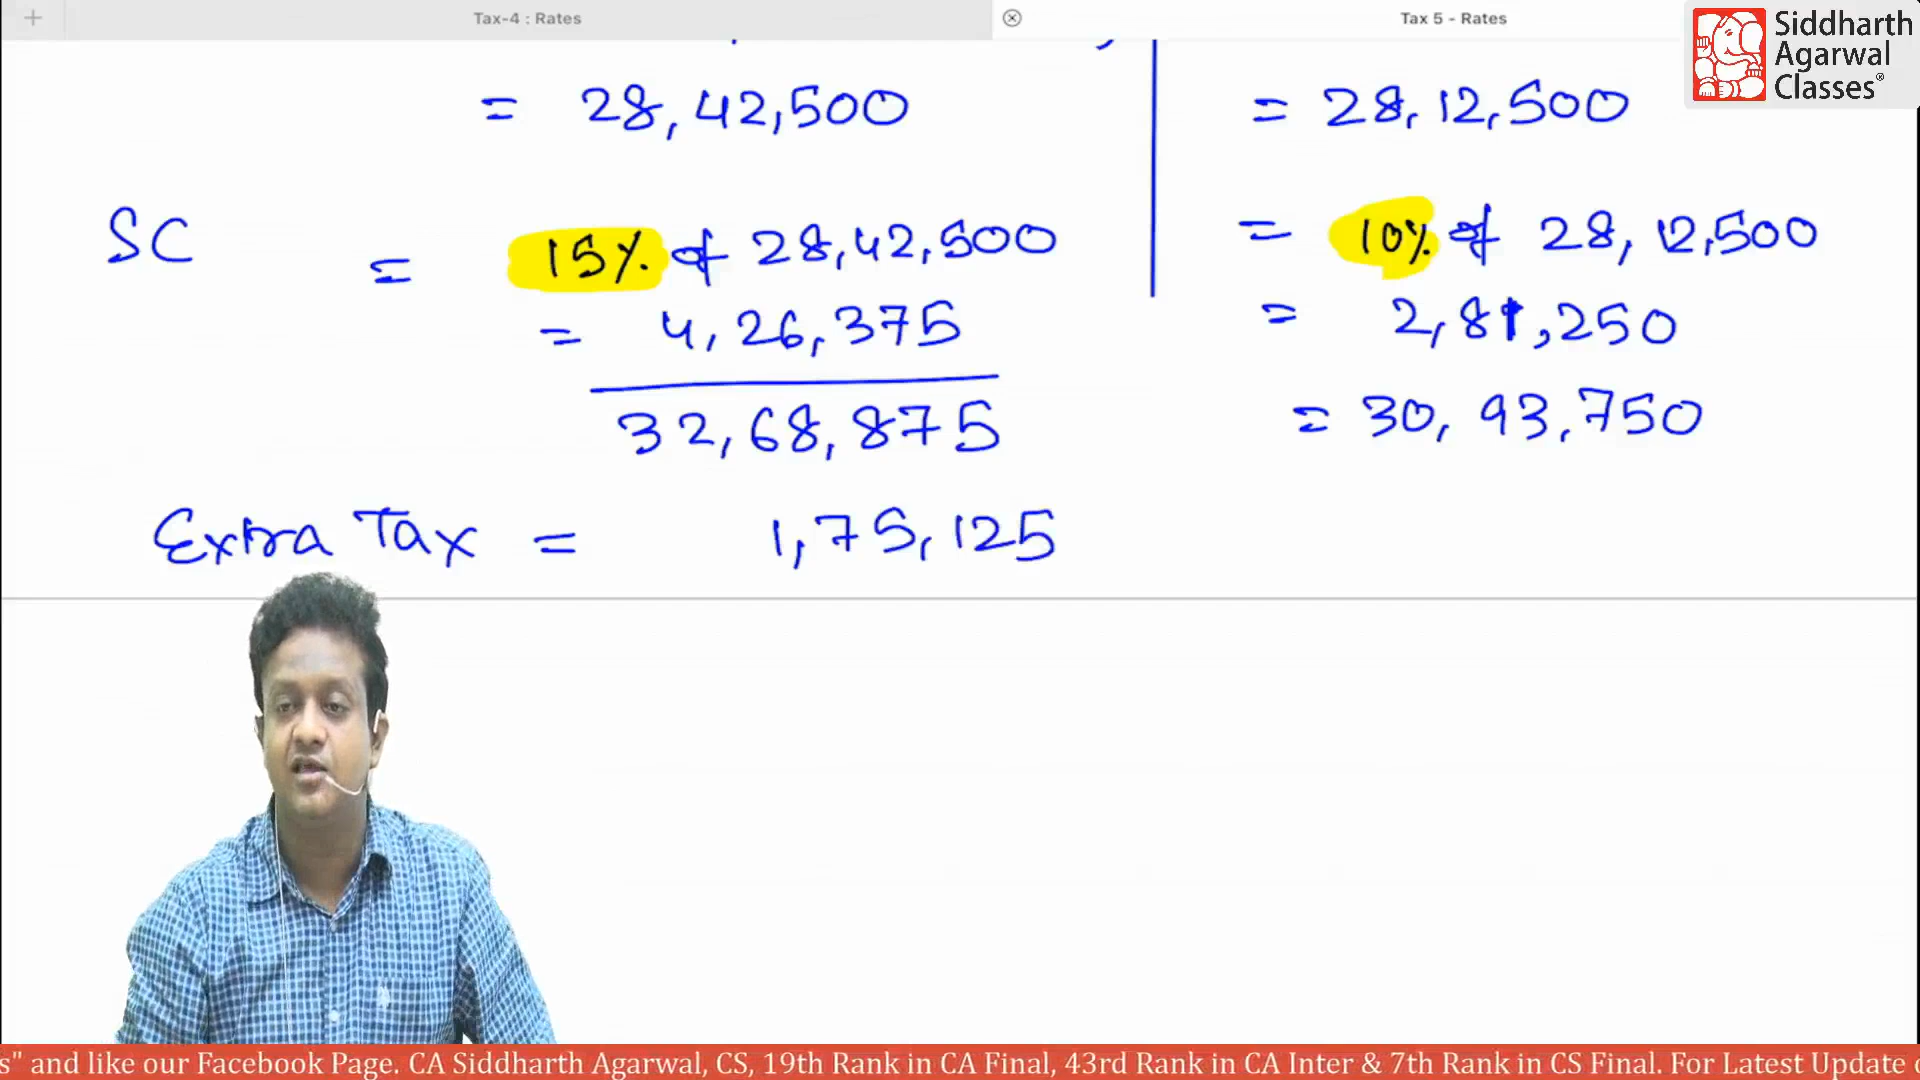 Tax-4 : Rates
Tax 5 - Rates
Siddharth
Agarwal
Classes®
= 28,42,500
= 28,12,500
SC
= 15% of 28,42,500
= 10% of 28,12,500
= 4,26,375
= 2,81,250
32,68,875
= 30,93,750
Extra Tax = 1,75,125
s" and like our Facebook Page. CA Siddharth Agarwal, CS, 19th Rank in CA Final, 43rd Rank in CA Inter & 7th Rank in CS Final. For Latest Update